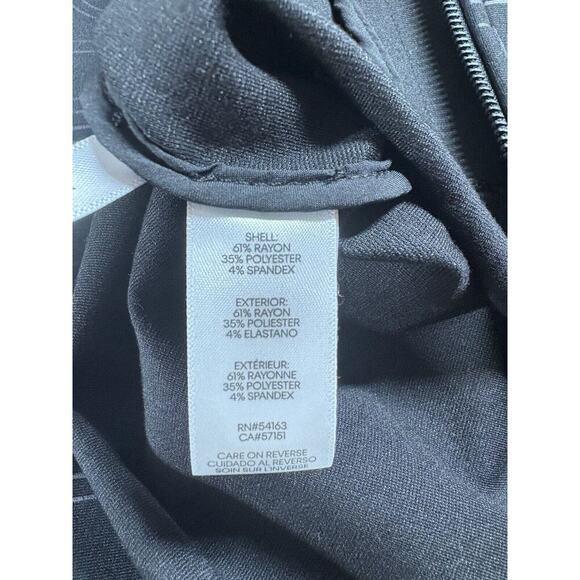 SHELL:
61% RAYON
35% POLYESTER
4% SPANDEX
EXTERIOR:
61% RAYON
35% POLIESTER
4% ELASTANO
EXTÉRIEUR:
61% RAYONNE
35% POLYESTER
4% SPANDEX
RN#54163
CA#57151
CARE ON REVERSE
CUIDADO AL REVERSO
SOIN SUR L'INVERSE